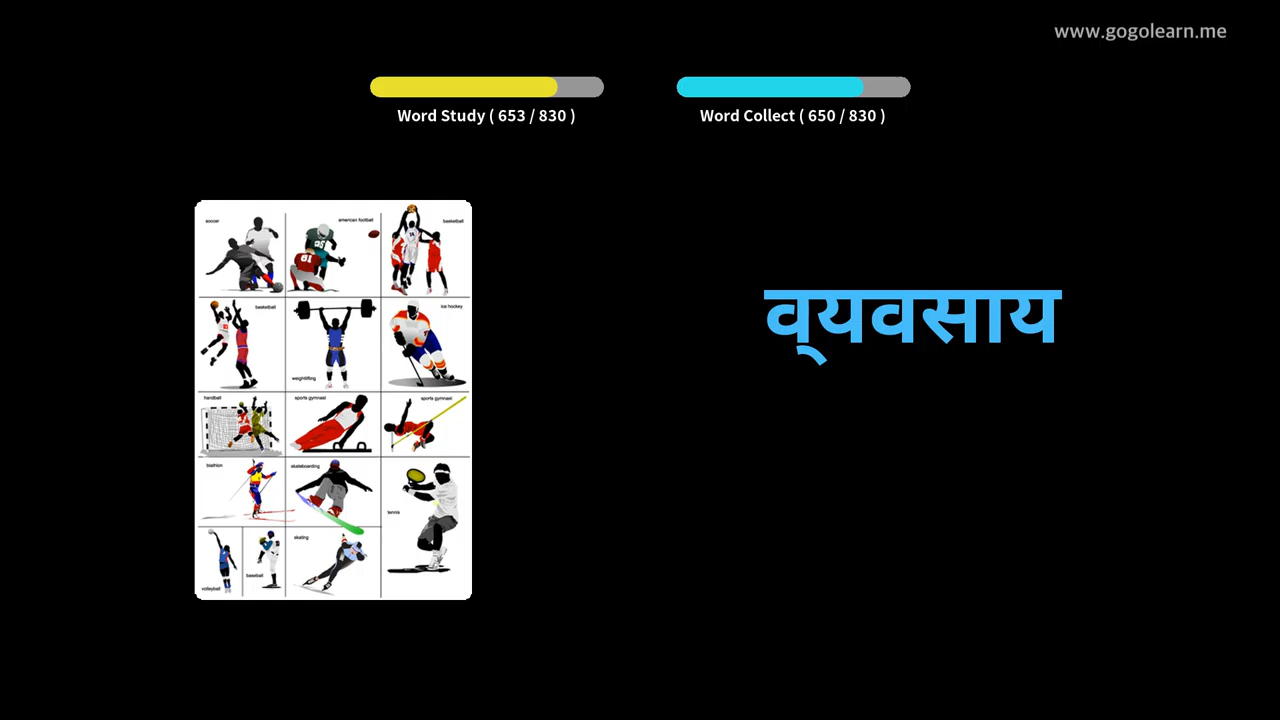 www.gogolearn.me
Word Study ( 653 / 830 )
Word Collect ( 650 / 830 )
soccer
american football
basketball
basketball
weightlifting
ice hockey
handball
sports gymnast
sports gymnast
biathlon
skateboarding
tennis
volleyball
baseball
skating
व्यवसाय